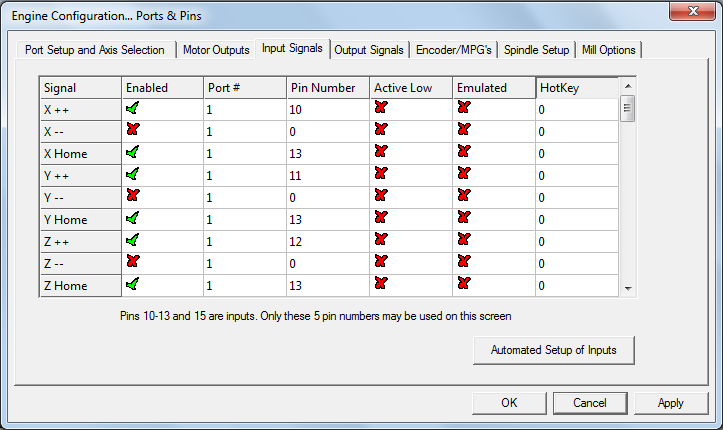 Engine Configuration... Ports & Pins
Port Setup and Axis Selection Motor Outputs Input Signals Output Signals Encoder/MPG's Spindle Setup Mill Options
Signal Enabled Port # Pin Number Active Low Emulated HotKey
X ++ 1 10 0
X -- 1 0 0
X Home 1 13 0
Y ++ 1 11 0
Y -- 1 0 0
Y Home 1 13 0
Z ++ 1 12 0
Z -- 1 0 0
Z Home 1 13 0
Pins 10-13 and 15 are inputs. Only these 5 pin numbers may be used on this screen
Automated Setup of Inputs
OK Cancel Apply